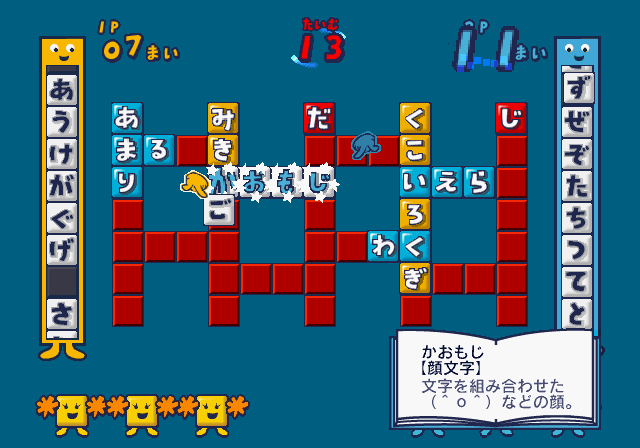 1P たいむ 2P
07まい 13 まい
あ
う
け
が
ぐ
げ
さ
あ み だ く じ
まる き こ
り かおもじ いえら
ご ろ
わく
ぎ
ず
ぜ
ぞ
た
ち
つ
て
と
かおもじ
【顔文字】
文字を組み合わせた
（＾ｏ＾）などの顔。